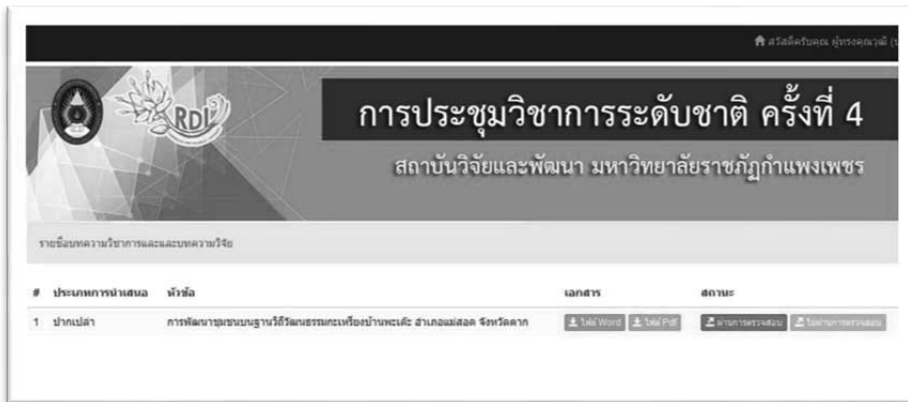 สวัสดีครับคุณ ผู้ทรงคุณวุฒิ
RDI
การประชุมวิชาการระดับชาติ ครั้งที่ 4
สถาบันวิจัยและพัฒนา มหาวิทยาลัยราชภัฏกำแพงเพชร
รายชื่อบทความวิชาการและและบทความวิจัย
# ประเภทการนำเสนอ หัวข้อ เอกสาร สถานะ
1 ปากเปล่า การพัฒนาชุมชนบนฐานวิถีวัฒนธรรมกะเหรี่ยงบ้านพะเด๊ะ อำเภอแม่สอด จังหวัดตาก ไฟล์ Word ไฟล์ Pdf ผ่านการตรวจสอบ ไม่ผ่านการตรวจสอบ